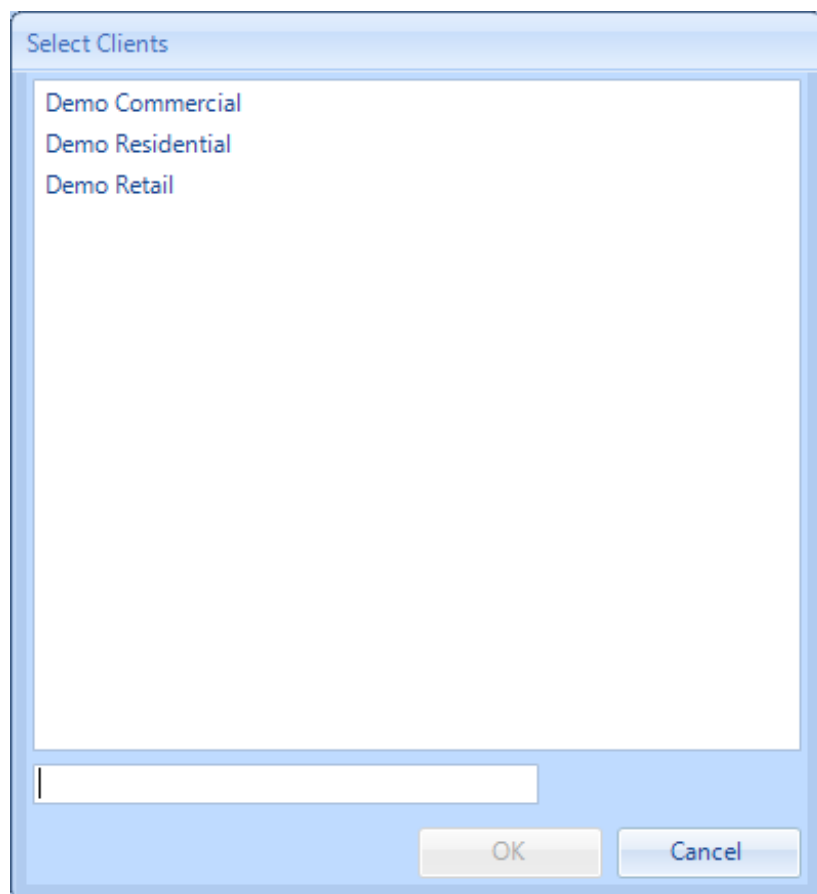 Select Clients
Demo Commercial
Demo Residential
Demo Retail
OK
Cancel